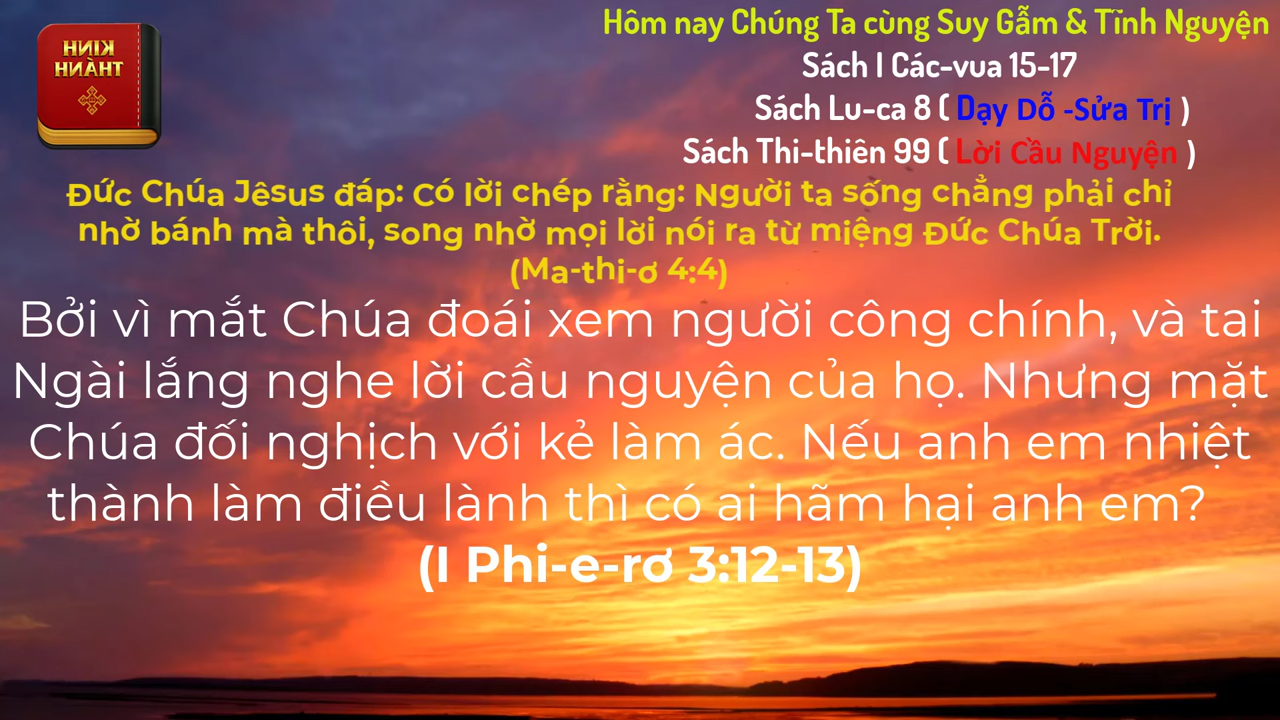 KINH
THÀNH
Hôm nay Chúng Ta cùng Suy Gẫm & Tĩnh Nguyện
Sách I Các-vua 15-17
Sách Lu-ca 8 ( Dạy Dỗ -Sửa Trị )
Sách Thi-thiên 99 ( Lời Cầu Nguyện )
Đức Chúa Jêsus đáp: Có lời chép rằng: Người ta sống chẳng phải chỉ
nhờ bánh mà thôi, song nhờ mọi lời nói ra từ miệng Đức Chúa Trời.
(Ma-thi-ơ 4:4)
Bởi vì mắt Chúa đoái xem người công chính, và tai
Ngài lắng nghe lời cầu nguyện của họ. Nhưng mặt
Chúa đối nghịch với kẻ làm ác. Nếu anh em nhiệt
thành làm điều lành thì có ai hãm hại anh em?
(I Phi-e-rơ 3:12-13)